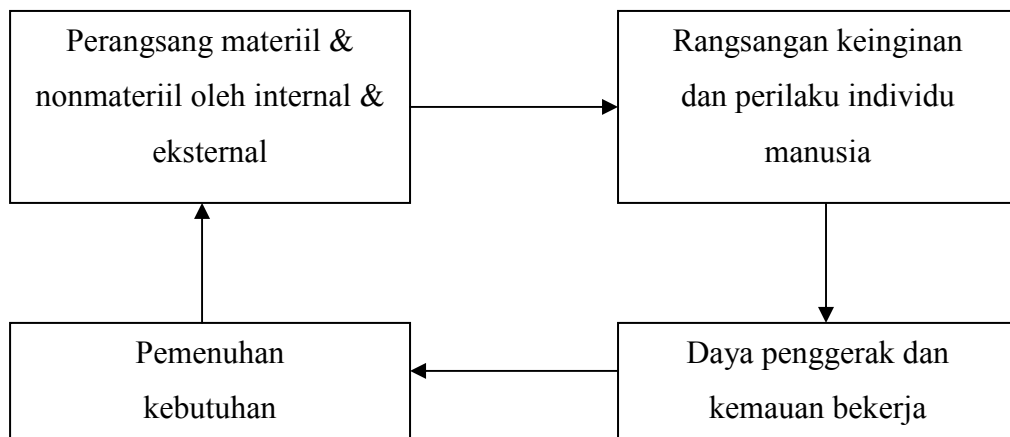 Perangsang materiil &
nonmateriil oleh internal &
eksternal
Rangsangan keinginan
dan perilaku individu
manusia
Pemenuhan
kebutuhan
Daya penggerak dan
kemauan bekerja